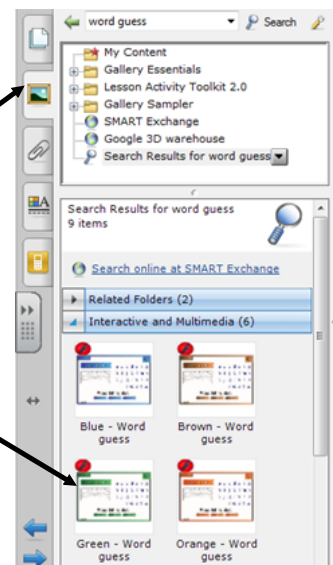 word guess
Search
My Content
Gallery Essentials
Lesson Activity Toolkit 2.0
Gallery Sampler
SMART Exchange
Google 3D warehouse
Search Results for word guess
Search Results for word guess
9 items
Search online at SMART Exchange
Related Folders (2)
Interactive and Multimedia (6)
Blue - Word
guess
Brown - Word
guess
Green - Word
guess
Orange - Word
guess